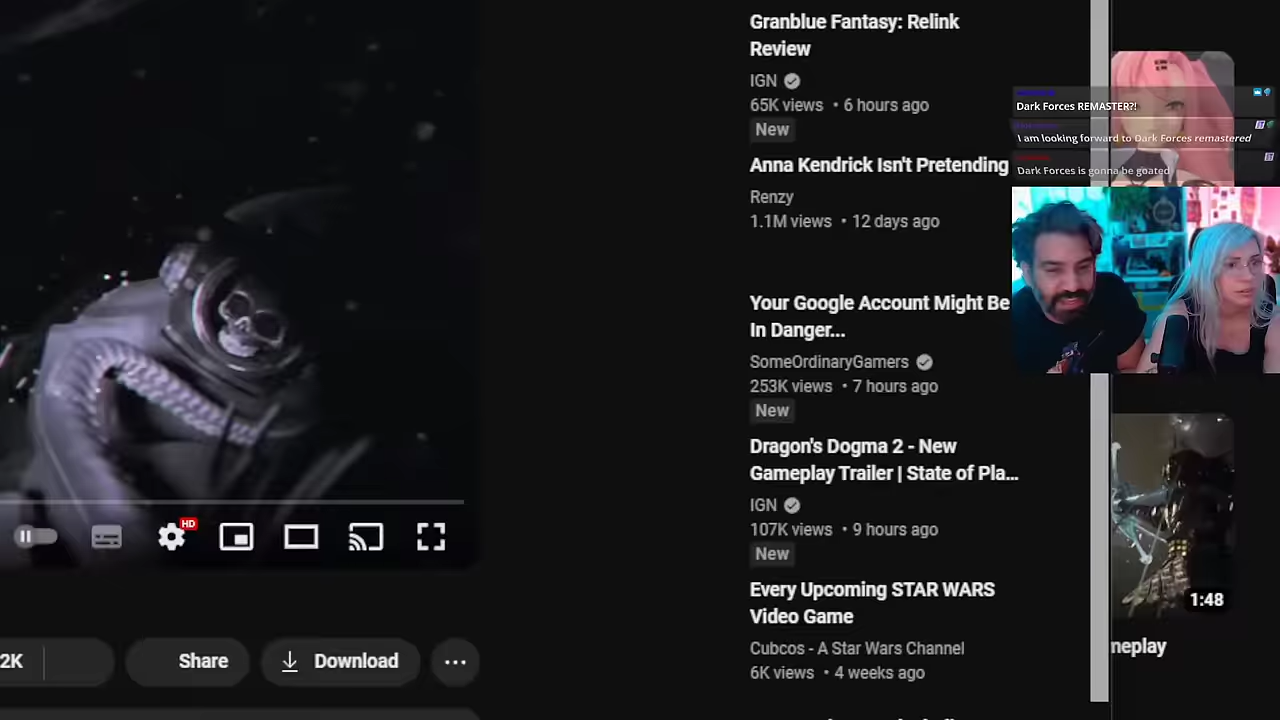 Granblue Fantasy: Relink
Review
IGN
65K views • 6 hours ago
New
Anna Kendrick Isn't Pretending
Renzy
1.1M views • 12 days ago
Your Google Account Might Be
In Danger...
SomeOrdinaryGamers
253K views • 7 hours ago
New
Dragon's Dogma 2 - New
Gameplay Trailer | State of Pla...
IGN
107K views • 9 hours ago
New
Every Upcoming STAR WARS
Video Game
Cubcos - A Star Wars Channel
6K views • 4 weeks ago
Dark Forces REMASTER?!
I am looking forward to Dark Forces remastered
Dark Forces is gonna be goated
HD
2K
Share
Download
1:48
neplay